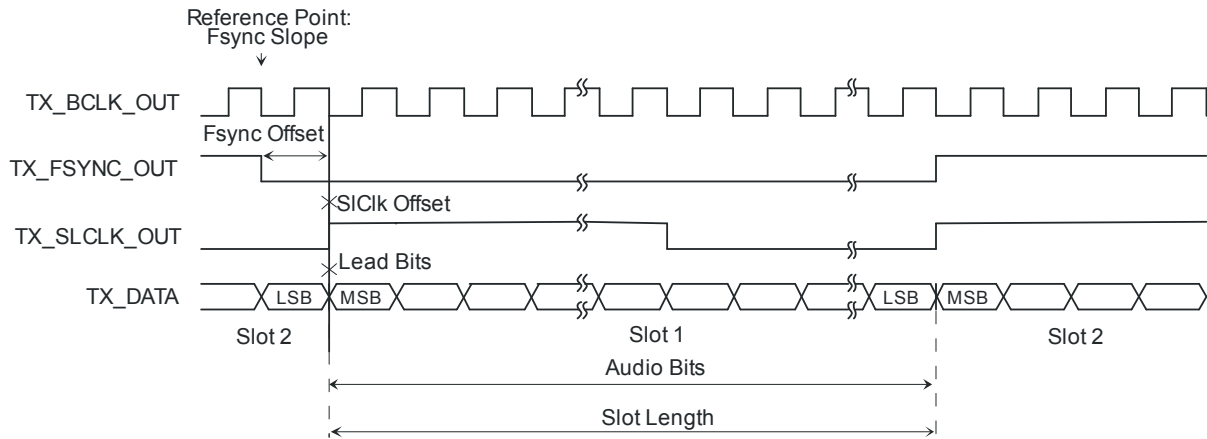 Reference Point:
Fsync Slope
TX_BCLK_OUT
Fsync Offset
TX_FSYNC_OUT
SlClk Offset
TX_SLCLK_OUT
Lead Bits
TX_DATA
LSB
MSB
LSB
MSB
Slot 2
Slot 1
Slot 2
Audio Bits
Slot Length